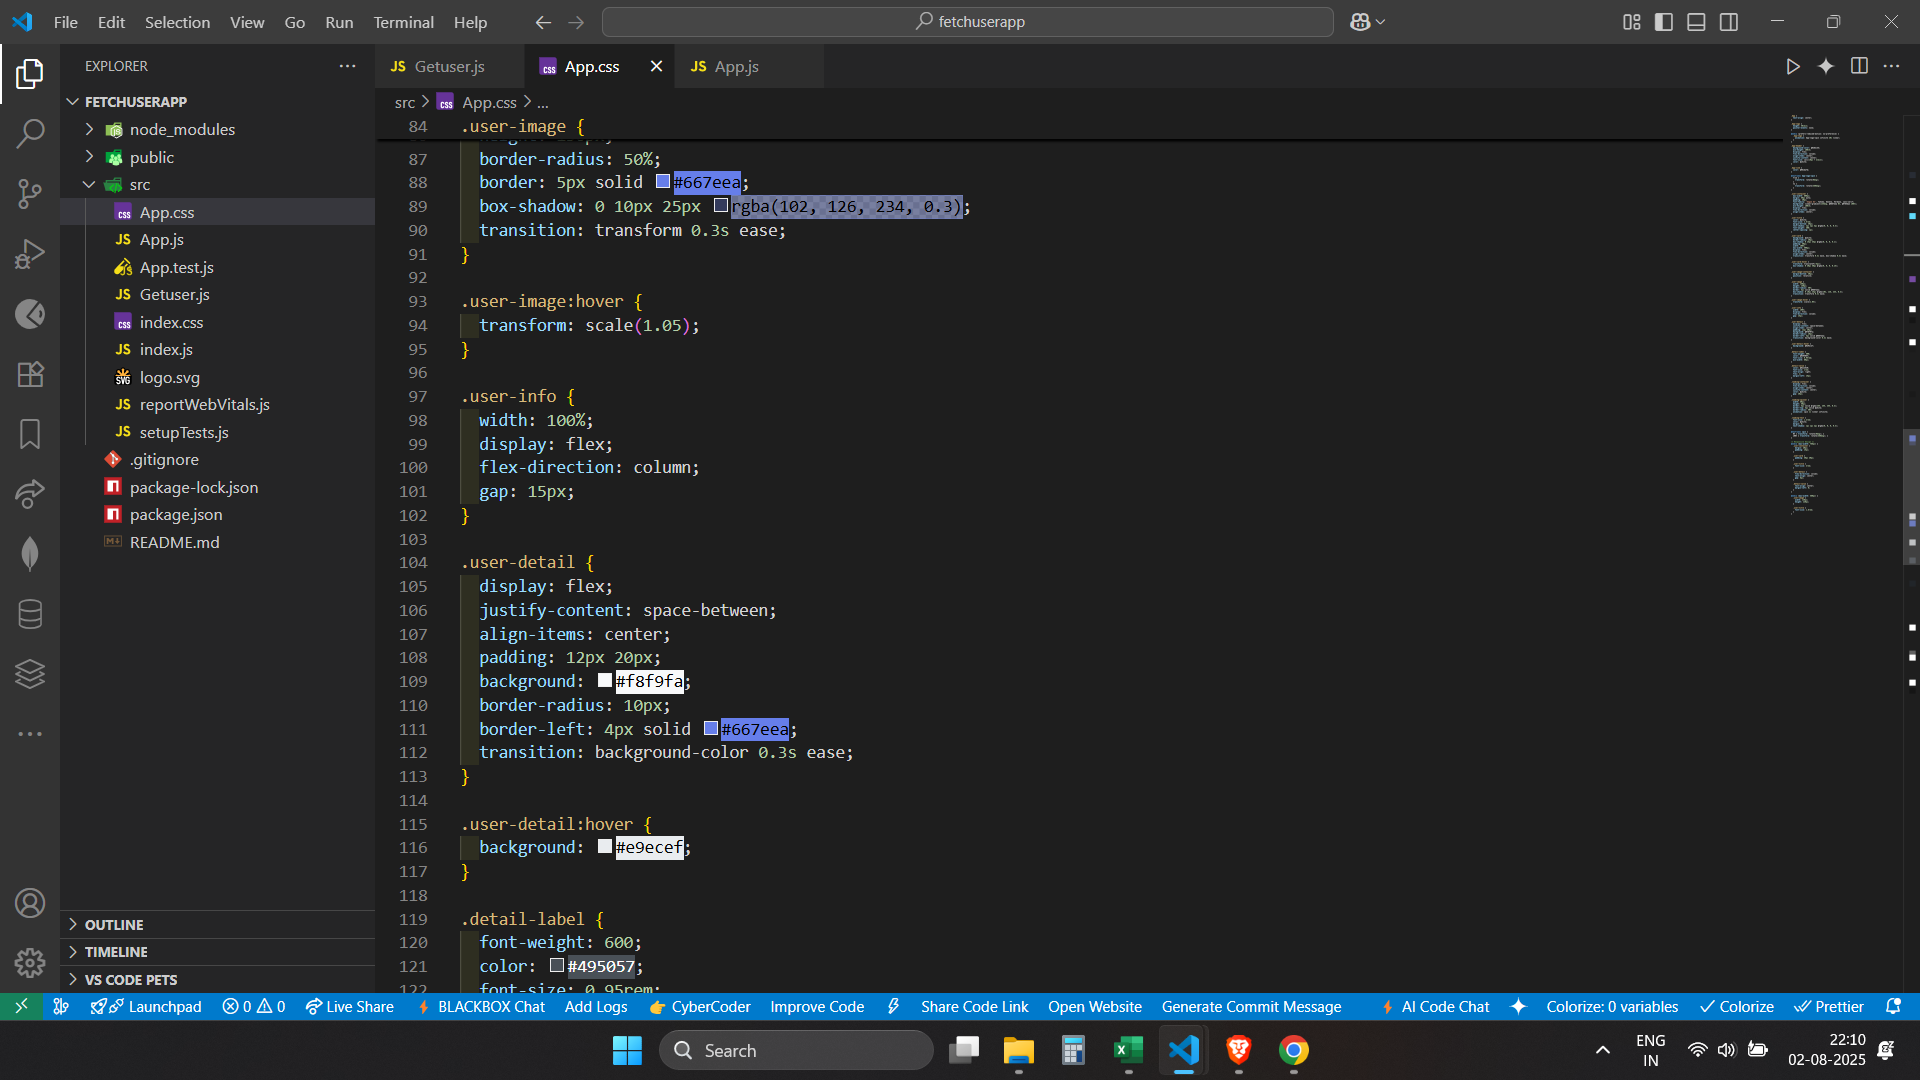 File Edit Selection View Go Run Terminal Help
fetchuserapp
EXPLORER
JS Getuser.js
css App.css
JS App.js
FETCHUSERAPP
node_modules
public
src
css App.css
JS App.js
App.test.js
JS Getuser.js
css index.css
JS index.js
SVG logo.svg
JS reportWebVitals.js
JS setupTests.js
.gitignore
package-lock.json
package.json
README.md
OUTLINE
TIMELINE
VS CODE PETS
src > css App.css > ...
84 .user-image {
87 border-radius: 50%;
88 border: 5px solid #667eea;
89 box-shadow: 0 10px 25px rgba(102, 126, 234, 0.3);
90 transition: transform 0.3s ease;
91 }
92
93 .user-image:hover {
94 transform: scale(1.05);
95 }
96
97 .user-info {
98 width: 100%;
99 display: flex;
100 flex-direction: column;
101 gap: 15px;
102 }
103
104 .user-detail {
105 display: flex;
106 justify-content: space-between;
107 align-items: center;
108 padding: 12px 20px;
109 background: #f8f9fa;
110 border-radius: 10px;
111 border-left: 4px solid #667eea;
112 transition: background-color 0.3s ease;
113 }
114
115 .user-detail:hover {
116 background: #e9ecef;
117 }
118
119 .detail-label {
120 font-weight: 600;
121 color: #495057;
122 font-size: 0.95rem;
Launchpad 0 0 Live Share BLACKBOX Chat Add Logs CyberCoder Improve Code Share Code Link Open Website Generate Commit Message AI Code Chat Colorize: 0 variables Colorize Prettier
Search
ENG
IN
22:10
02-08-2025